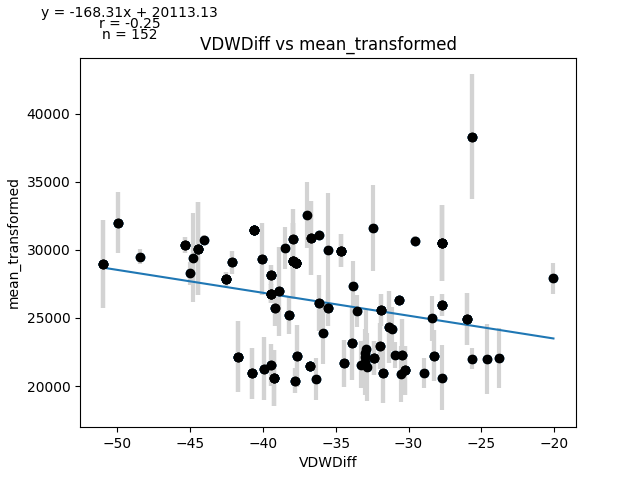 y = -168.31x + 20113.13
r = -0.25
n = 152
VDWDiff vs mean_transformed
mean_transformed
40000
35000
30000
25000
20000
−50
−45
−40
−35
−30
−25
−20
VDWDiff